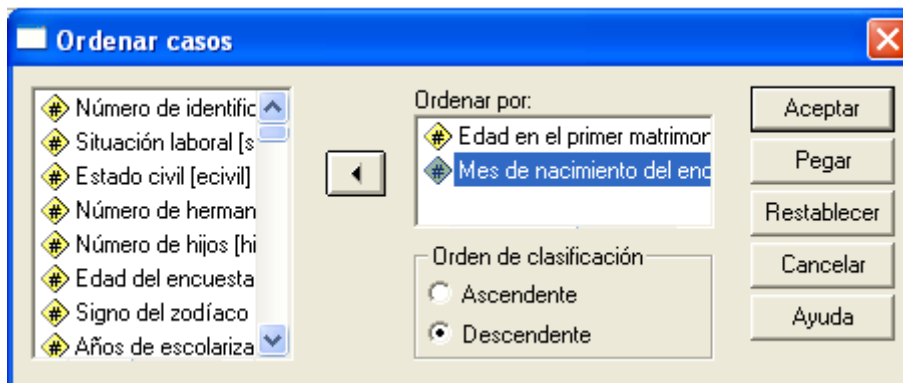 Ordenar casos
# Número de identific
# Situación laboral [s
# Estado civil [ecivil]
# Número de herman
# Número de hijos [hi
# Edad del encuesta
# Signo del zodíaco
# Años de escolariza
Ordenar por:
# Edad en el primer matrimor
# Mes de nacimiento del enc
Orden de clasificación
Ascendente
Descendente
Aceptar
Pegar
Restablecer
Cancelar
Ayuda